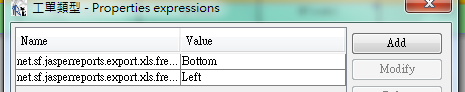 工單類型 - Properties expressions
Name Value Add
net.sf.jasperreports.export.xls.fre... Bottom
Modify
net.sf.jasperreports.export.xls.fre... Left